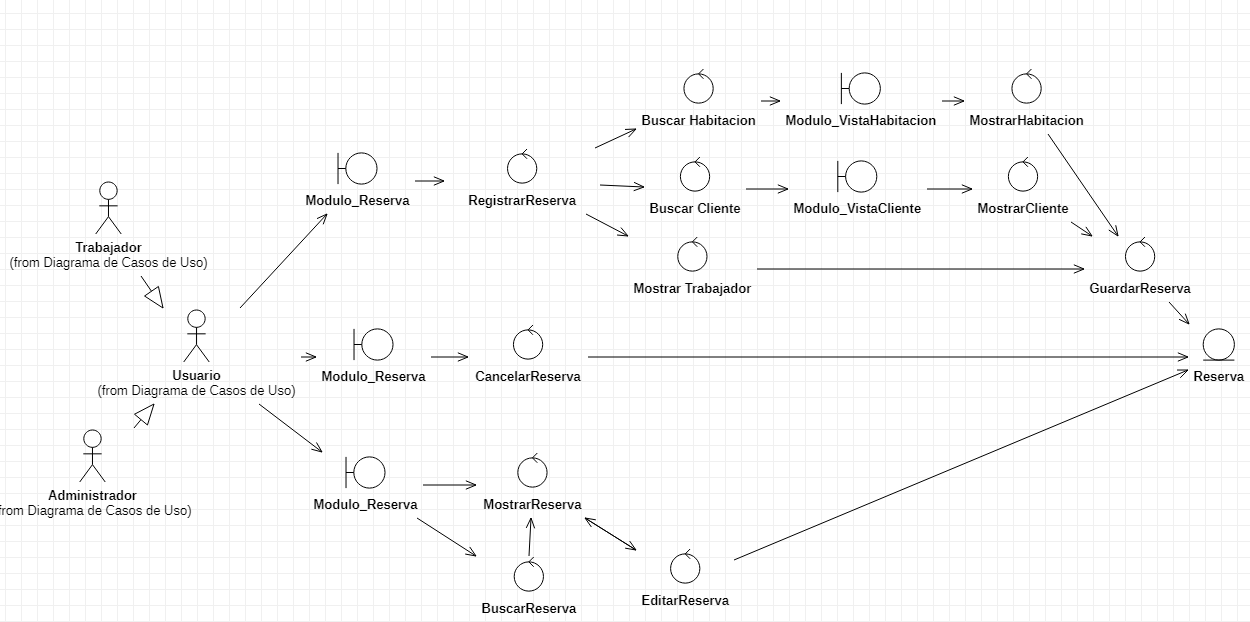 Buscar Habitacion
Modulo_VistaHabitacion
MostrarHabitacion
Modulo_Reserva
RegistrarReserva
Buscar Cliente
Modulo_VistaCliente
MostrarCliente
Trabajador
(from Diagrama de Casos de Uso)
Mostrar Trabajador
GuardarReserva
Usuario
(from Diagrama de Casos de Uso)
Modulo_Reserva
CancelarReserva
Reserva
Administrador
from Diagrama de Casos de Uso)
Modulo_Reserva
MostrarReserva
BuscarReserva
EditarReserva